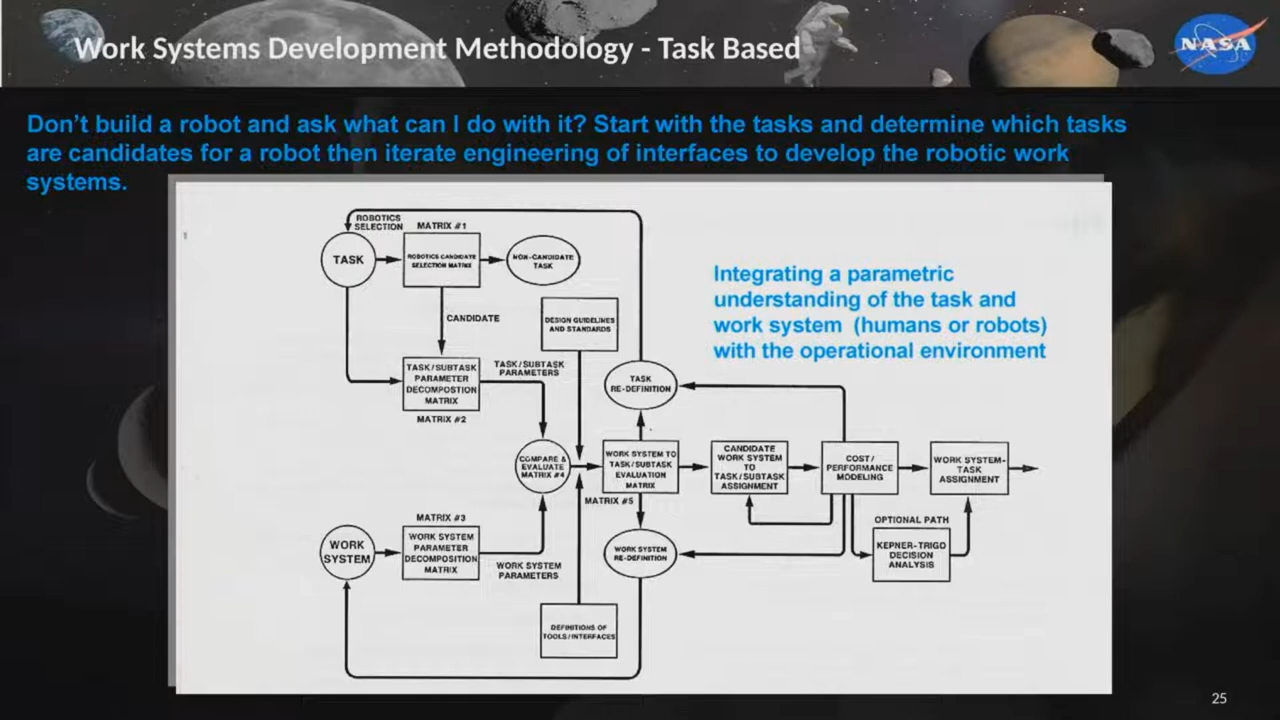 Work Systems Development Methodology - Task Based
NASA
Don't build a robot and ask what can I do with it? Start with the tasks and determine which tasks
are candidates for a robot then iterate engineering of interfaces to develop the robotic work
systems.
ROBOTICS
SELECTION
MATRIX #1
TASK
ROBOTICS CANDIDATE
SELECTION MATRIX
NON-CANDIDATE
TASK
Integrating a parametric
understanding of the task and
work system (humans or robots)
with the operational environment
CANDIDATE
DESIGN GUIDELINES
AND STANDARDS
TASK/SUBTASK
PARAMETER
DECOMPOSTION
MATRIX
MATRIX #2
TASK/SUBTASK
PARAMETERS
TASK
RE-DEFINITION
COMPARE &
EVALUATE
MATRIX #4
WORK SYSTEM TO
TASK/SUBTASK
EVALUATION
MATRIX
MATRIX #5
CANDIDATE
WORK SYSTEM
TO
TASK/SUBTASK
ASSIGNMENT
COST/
PERFORMANCE
MODELING
WORK SYSTEM-
TASK
ASSIGNMENT
MATRIX #3
WORK
SYSTEM
WORK SYSTEM
PARAMETER
DECOMPOSITION
MATRIX
WORK SYSTEM
PARAMETERS
WORK SYSTEM
RE-DEFINITION
OPTIONAL PATH
KEPNER-TRIGO
DECISION
ANALYSIS
DEFINITIONS OF
TOOLS/INTERFACES
25